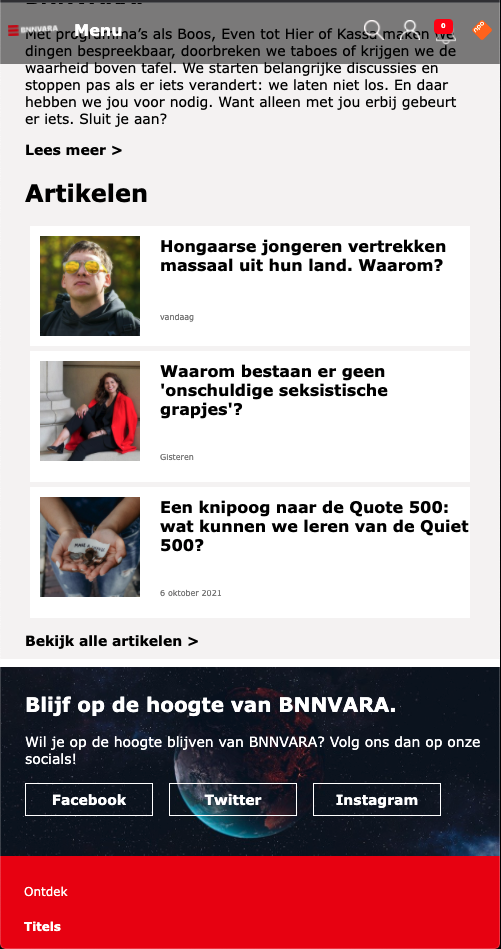 BNNVARA
Menu
0
npo
Met programma's als Boos, Even tot Hier of Kassa maken we
dingen bespreekbaar, doorbreken we taboes of krijgen we de
waarheid boven tafel. We starten belangrijke discussies en
stoppen pas als er iets verandert: we laten niet los. En daar
hebben we jou voor nodig. Want alleen met jou erbij gebeurt
er iets. Sluit je aan?
Lees meer >
Artikelen
Hongaarse jongeren vertrekken
massaal uit hun land. Waarom?
vandaag
Waarom bestaan er geen
'onschuldige seksistische
grapjes'?
Gisteren
Een knipoog naar de Quote 500:
wat kunnen we leren van de Quiet
500?
6 oktober 2021
Bekijk alle artikelen >
Blijf op de hoogte van BNNVARA.
Wil je op de hoogte blijven van BNNVARA? Volg ons dan op onze
socials!
Facebook
Twitter
Instagram
Ontdek
Titels